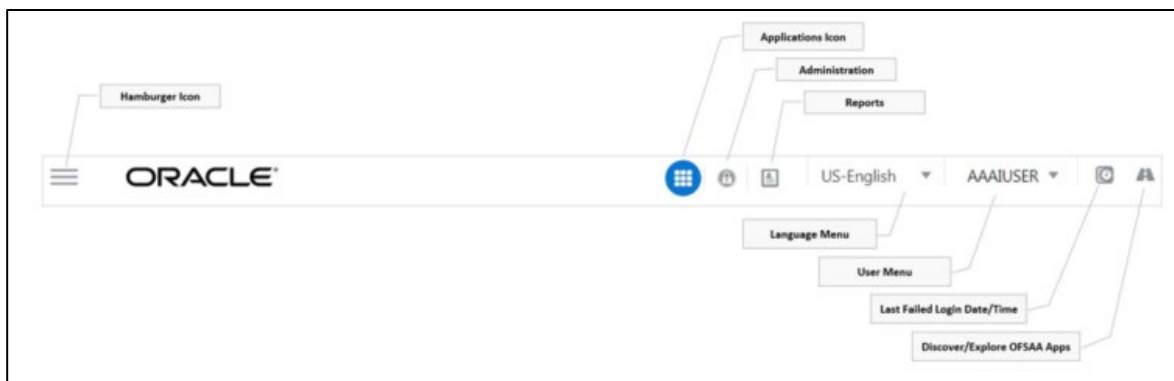 Applications Icon
Administration
Hamburger Icon
Reports
ORACLE
US-English
AAAIUSER
Language Menu
User Menu
Last Failed Login Date/Time
Discover/Explore OFSAA Apps